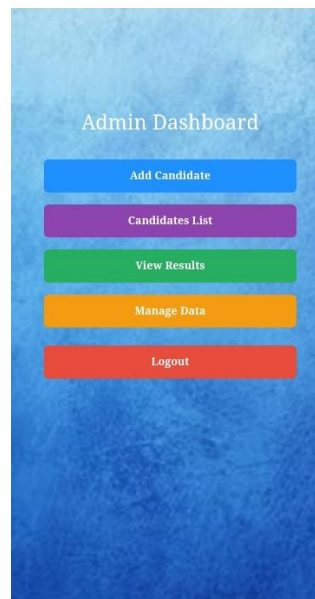 Admin Dashboard
Add Candidate
Candidates List
View Results
Manage Data
Logout